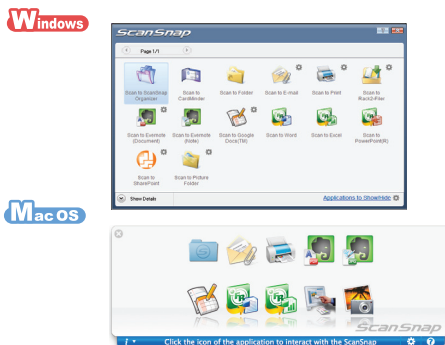 Windows
ScanSnap
Page 1/1
Scan to ScanSnap Organizer
Scan to CardMinder
Scan to Folder
Scan to E-mail
Scan to Print
Scan to Rack2-Filer
Scan to Evernote (Document)
Scan to Evernote (Note)
Scan to Google Docs(TM)
Scan to Word
Scan to Excel
Scan to PowerPoint(R)
Scan to SharePoint
Scan to Picture Folder
Show Details
Applications to Show/Hide
Mac OS
ScanSnap
Click the icon of the application to interact with the ScanSnap